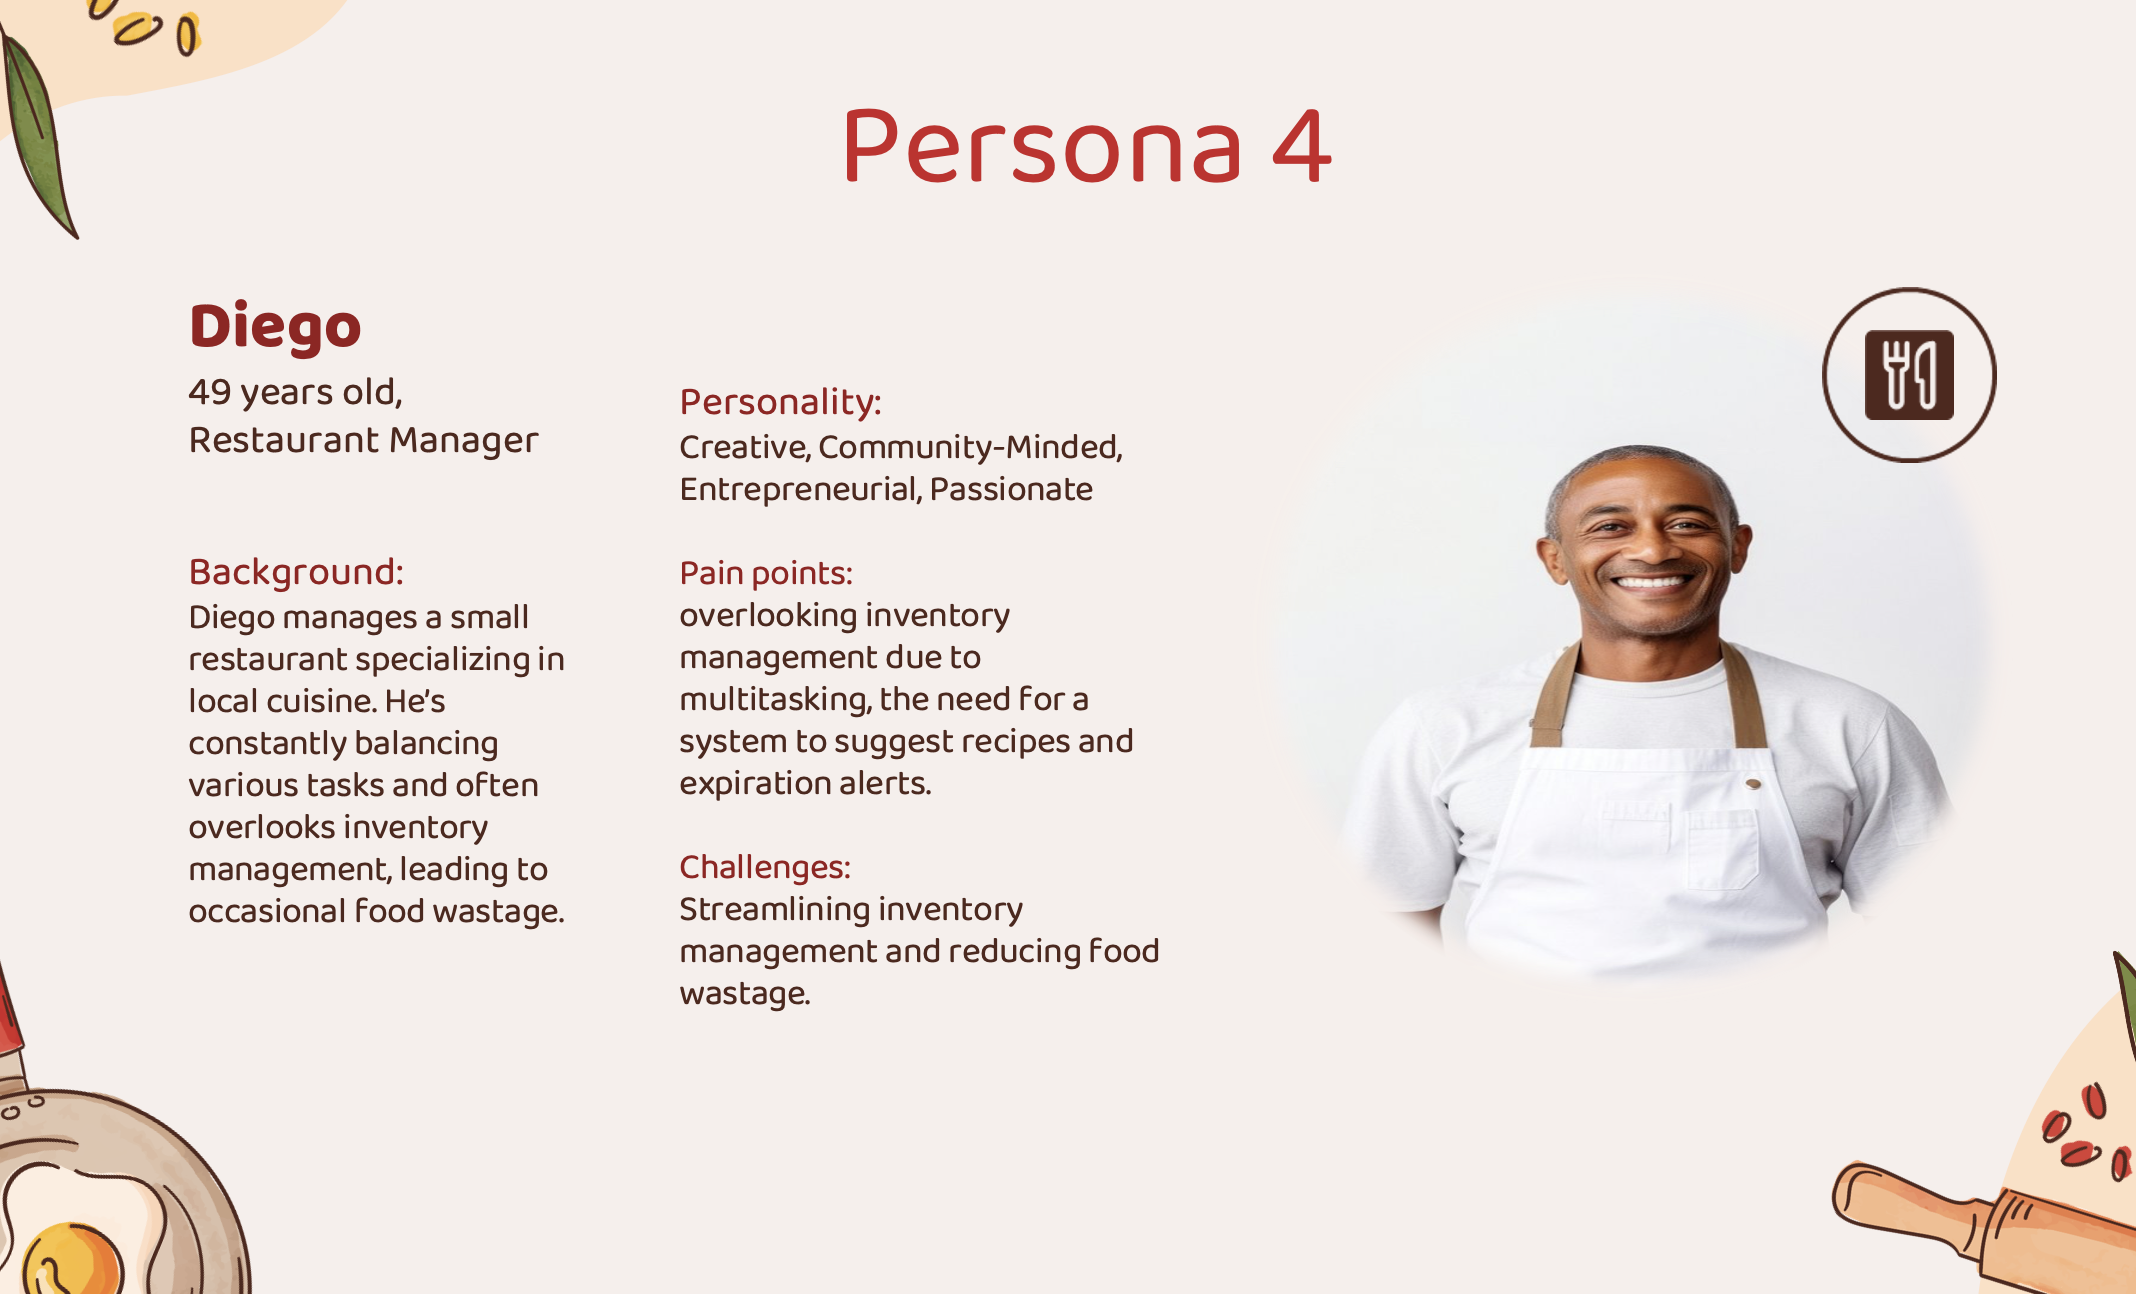 Persona 4
Diego
49 years old,
Restaurant Manager
Background:
Diego manages a small
restaurant specializing in
local cuisine. He's
constantly balancing
various tasks and often
overlooks inventory
management, leading to
occasional food wastage.
Personality:
Creative, Community-Minded,
Entrepreneurial, Passionate
Pain points:
overlooking inventory
management due to
multitasking, the need for a
system to suggest recipes and
expiration alerts.
Challenges:
Streamlining inventory
management and reducing food
wastage.